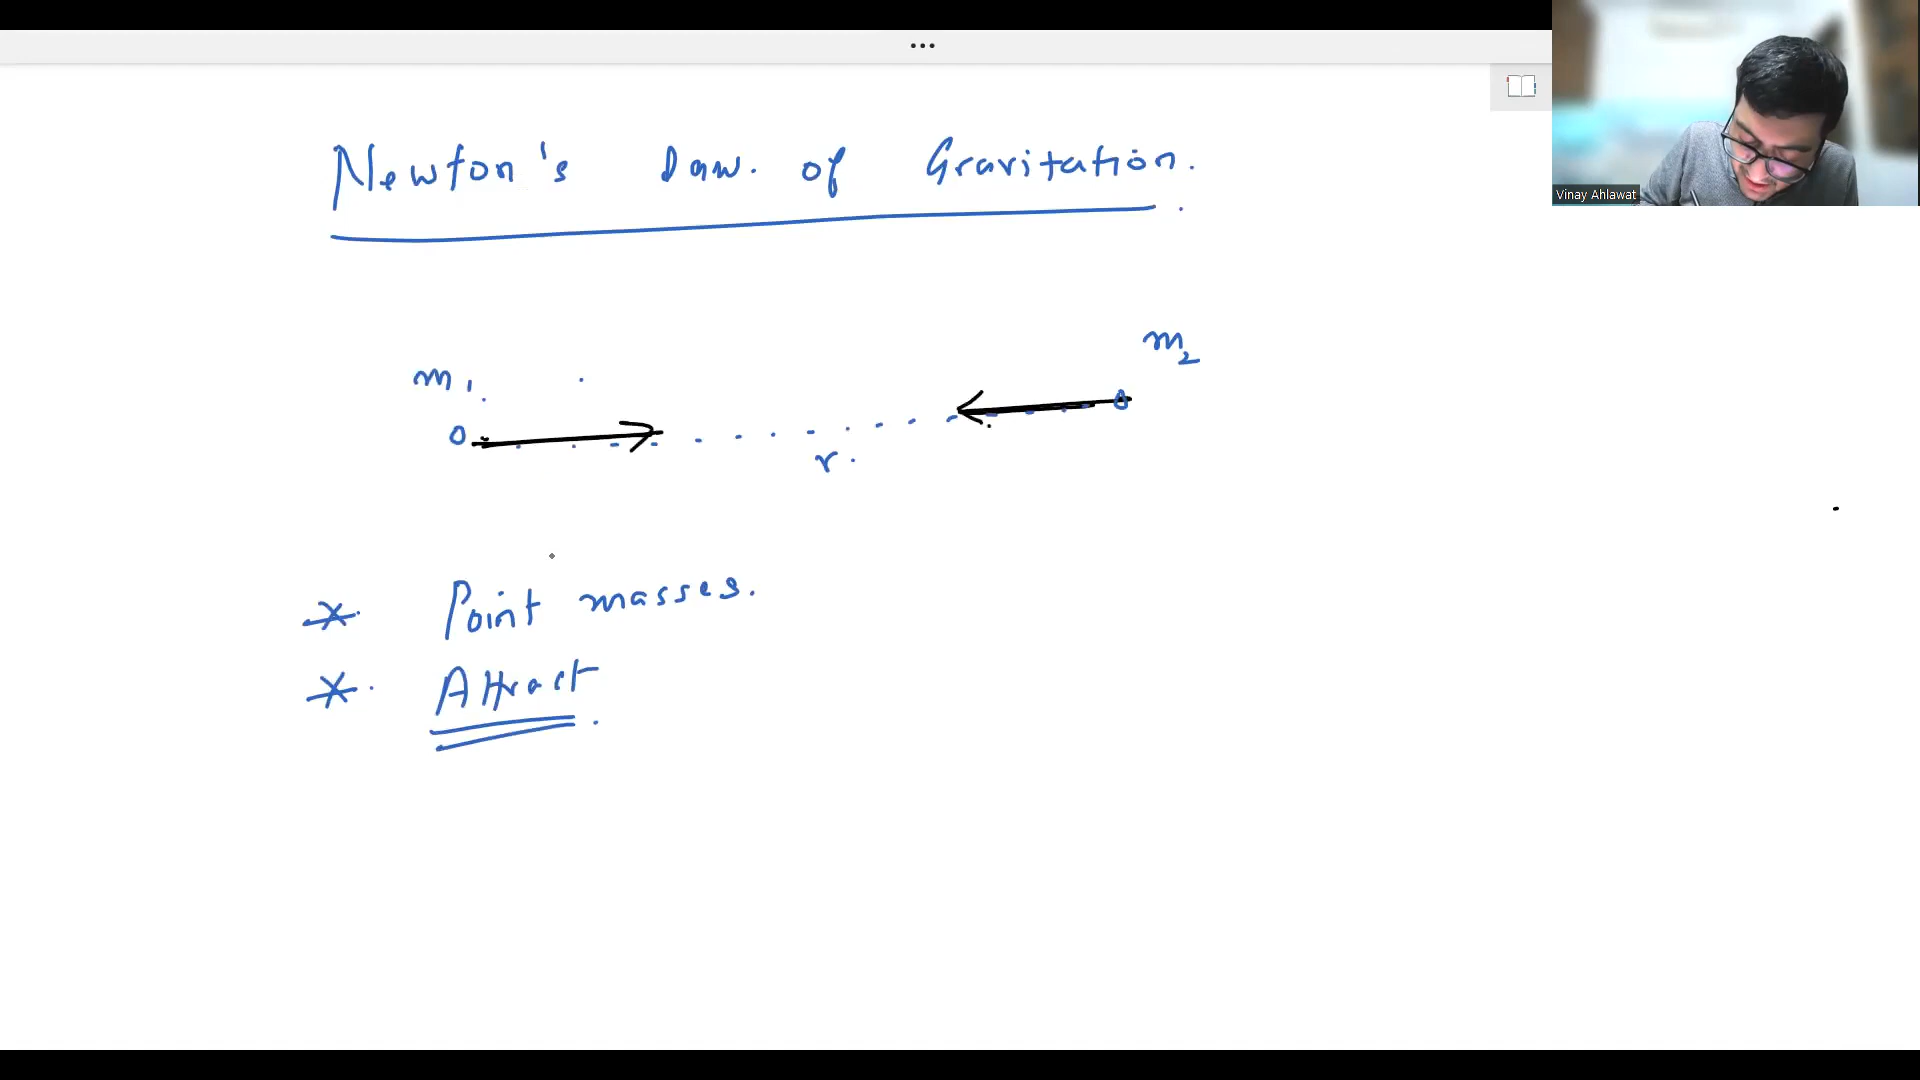 Newton's Law. of Gravitation.
Vinay Ahlawat
m1
m2
r
* Point masses.
* Attract